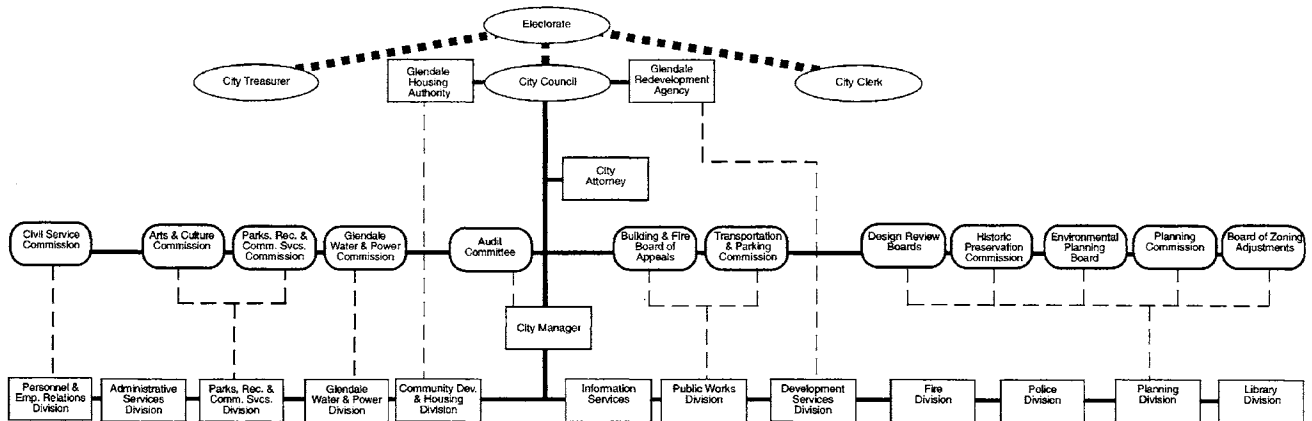 Electorate
City Treasurer
Glendale
Housing
Authority
City Council
Glendale
Redevelopment
Agency
City Clerk
City
Attorney
Civil Service
Commission
Arts & Culture
Commission
Parks, Rec. &
Comm. Svcs.
Commission
Glendale
Water & Power
Commission
Audit
Committee
Building & Fire
Board of
Appeals
Transportation
& Parking
Commission
Design Review
Boards
Historic
Preservation
Commission
Environmental
Planning
Board
Planning
Commission
Board of Zoning
Adjustments
City Manager
Personnel &
Emp. Relations
Division
Administrative
Services
Division
Parks, Rec. &
Comm. Svcs.
Division
Glendale
Water & Power
Division
Community Dev.
& Housing
Division
Information
Services
Public Works
Division
Development
Services
Division
Fire
Division
Police
Division
Planning
Division
Library
Division